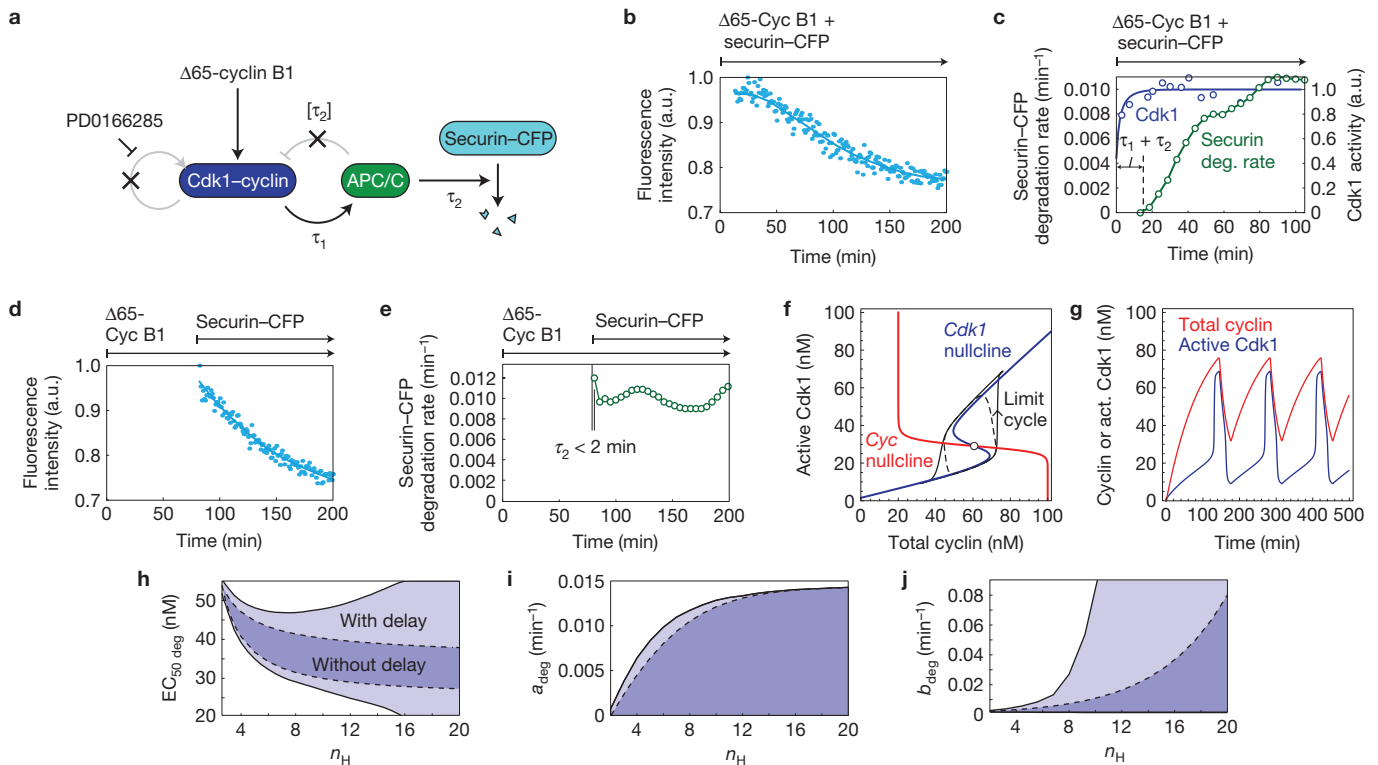 a
PD0166285
Δ65-cyclin B1
[τ2]
Cdk1–cyclin
APC/C
Securin–CFP
τ1
τ2
b
Δ65-Cyc B1 +
securin–CFP
Fluorescence
intensity (a.u.)
1.0
0.9
0.8
0.7
0
50
100
150
200
Time (min)
c
Δ65-Cyc B1 +
securin–CFP
Securin–CFP
degradation rate (min−1)
0.010
0.008
0.006
0.004
0.002
0
Cdk1
τ1 + τ2
Securin
deg. rate
1.0
0.8
0.6
0.4
0.2
0
Cdk1 activity (a.u.)
0
20
40
60
80
100
Time (min)
d
Δ65-
Cyc B1
Securin–CFP
Fluorescence
intensity (a.u.)
1.0
0.9
0.8
0.7
0
50
100
150
200
Time (min)
e
Δ65-
Cyc B1
Securin–CFP
Securin–CFP
degradation rate (min−1)
0.012
0.010
0.008
0.006
0.004
0.002
0.000
τ2 < 2 min
0
50
100
150
200
Time (min)
f
Active Cdk1 (nM)
100
80
60
40
20
0
Cdk1
nullcline
Limit
cycle
Cyc
nullcline
0
20
40
60
80
100
Total cyclin (nM)
g
Cyclin or act. Cdk1 (nM)
100
80
60
40
20
0
Total cyclin
Active Cdk1
0
100
200
300
400
500
Time (min)
h
EC50 deg (nM)
50
40
30
20
With delay
Without delay
4
8
12
16
20
nH
i
adeg (min−1)
0.015
0.010
0.005
0
4
8
12
16
20
nH
j
bdeg (min−1)
0.08
0.06
0.04
0.02
0
4
8
12
16
20
nH